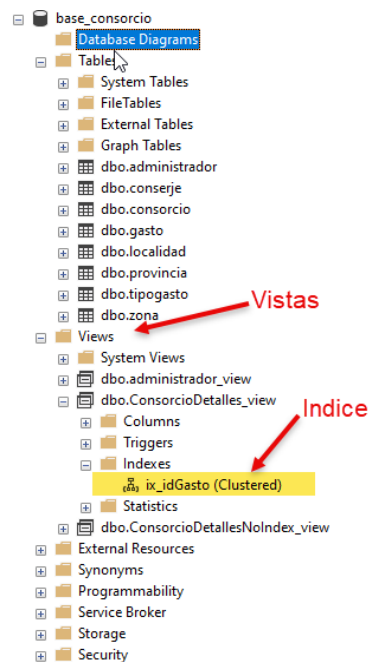 base_consorcio
Database Diagrams
Tables
System Tables
FileTables
External Tables
Graph Tables
dbo.administrador
dbo.conserje
dbo.consorcio
dbo.gasto
dbo.localidad
dbo.provincia
dbo.tipogasto
dbo.zona
Vistas
Views
System Views
dbo.administrador_view
dbo.ConsorcioDetalles_view
Indice
Columns
Triggers
Indexes
ix_idGasto (Clustered)
Statistics
dbo.ConsorcioDetallesNoIndex_view
External Resources
Synonyms
Programmability
Service Broker
Storage
Security